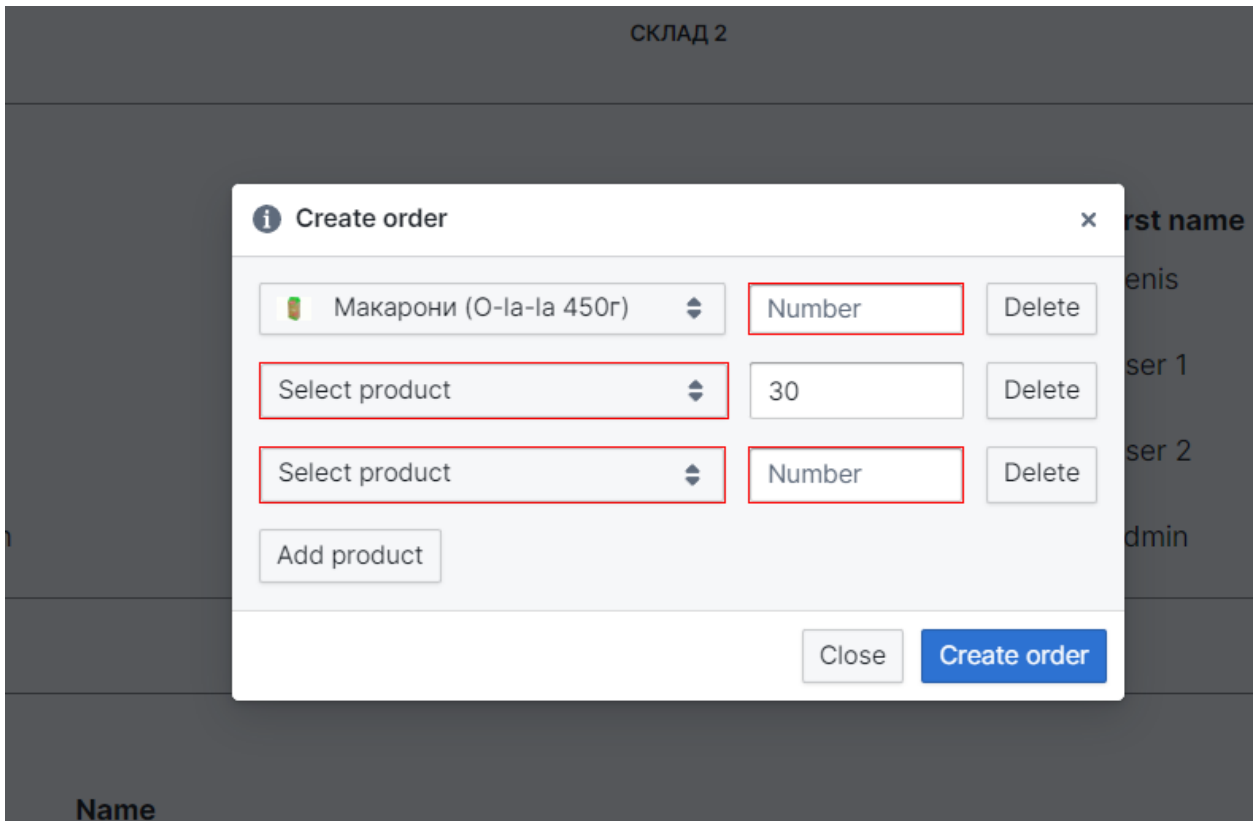 СКЛАД 2
Create order
rst name
Макарони (O-la-la 450г)
Number
Delete
enis
Select product
30
Delete
ser 1
Select product
Number
Delete
ser 2
Add product
dmin
Close
Create order
Name